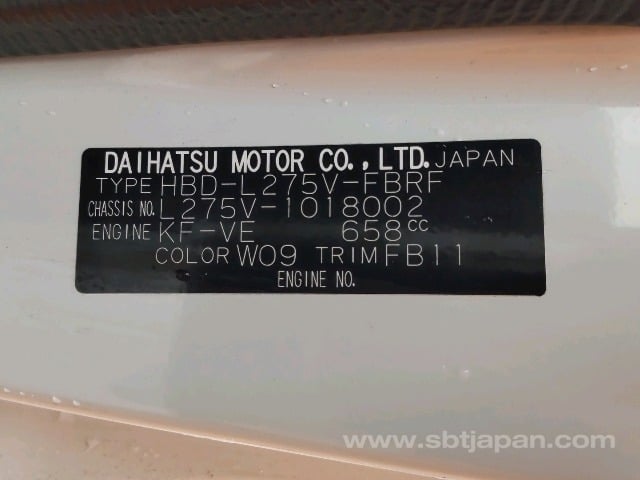 DAIHATSU MOTOR CO., LTD. JAPAN
TYPE HBD-L275V-FBRF
CHASSIS NO. L275V-1018002
ENGINE KF-VE 658cc
COLOR W09 TRIM FB11
ENGINE NO.
www.sbtjapan.com